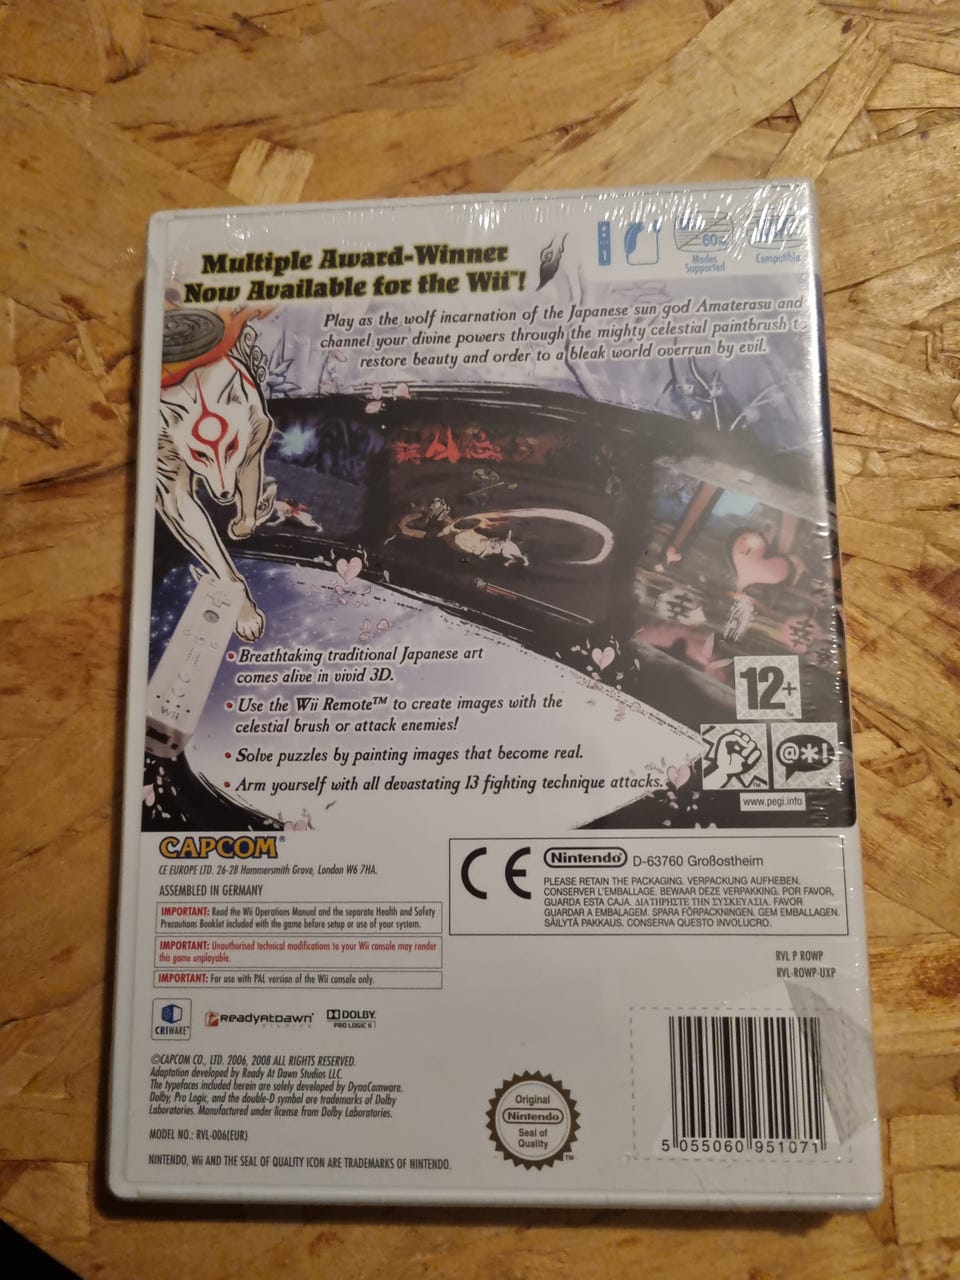 Multiple Award-Winner
Now Available for the Wii™!
1
60
Modes
Supported
Compatible
Play as the wolf incarnation of the Japanese sun god Amaterasu and
channel your divine powers through the mighty celestial paintbrush to
restore beauty and order to a bleak world overrun by evil.
Wii
• Breathtaking traditional Japanese art
comes alive in vivid 3D.
• Use the Wii Remote™ to create images with the
celestial brush or attack enemies!
• Solve puzzles by painting images that become real.
• Arm yourself with all devastating 13 fighting technique attacks.
12+
@*!
www.pegi.info
CAPCOM®
CE EUROPE LTD. 26-28 Hammersmith Grove, London W6 7HA.
ASSEMBLED IN GERMANY
IMPORTANT: Read the Wii Operations Manual and the separate Health and Safety
Precautions Booklet included with the game before setup or use of your system.
IMPORTANT: Unauthorised technical modifications to your Wii console may render
this game unplayable.
IMPORTANT: For use with PAL version of the Wii console only.
CE Nintendo® D-63760 Großostheim
PLEASE RETAIN THE PACKAGING. VERPACKUNG AUFHEBEN.
CONSERVER L'EMBALLAGE. BEWAAR DEZE VERPAKKING. POR FAVOR,
GUARDA ESTA CAJA. ΔΙΑΤΗΡΗΣΤΕ ΤΗΝ ΣΥΣΚΕΥΑΣΙΑ. FAVOR
GUARDAR A EMBALAGEM. SPARA FÖRPACKNINGEN. GEM EMBALLAGEN.
SÄILYTÄ PAKKAUS. CONSERVA QUESTO INVOLUCRO.
RVL P ROWP
RVL-ROWP-UXP
CRIWARE™
READYATDAWN™
STUDIOS
DOLBY
PRO LOGIC II
©CAPCOM CO., LTD. 2006, 2008 ALL RIGHTS RESERVED.
Adaptation developed by Ready At Dawn Studios LLC.
The typefaces included herein are solely developed by DynaComware.
Dolby, Pro Logic, and the double-D symbol are trademarks of Dolby
Laboratories. Manufactured under license from Dolby Laboratories.
MODEL NO.: RVL-006(EUR)
NINTENDO, Wii AND THE SEAL OF QUALITY ICON ARE TRADEMARKS OF NINTENDO.
Original
Nintendo®
Seal of
Quality
™
5 055060 951071